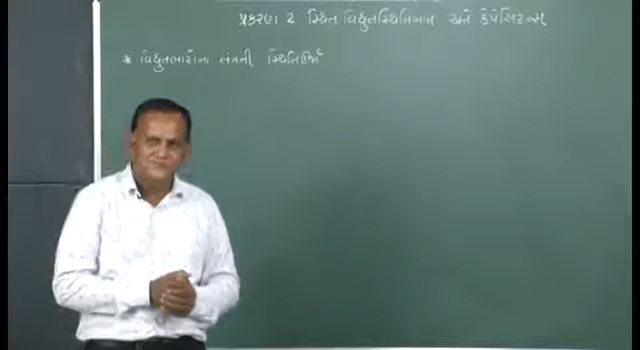 પ્રકરણ 2 સ્થિત વિદ્યુતસ્થિતિમાન અને કેપેસિટન્સ
* વિદ્યુતભારોના તંત્રની સ્થિતિઊર્જા